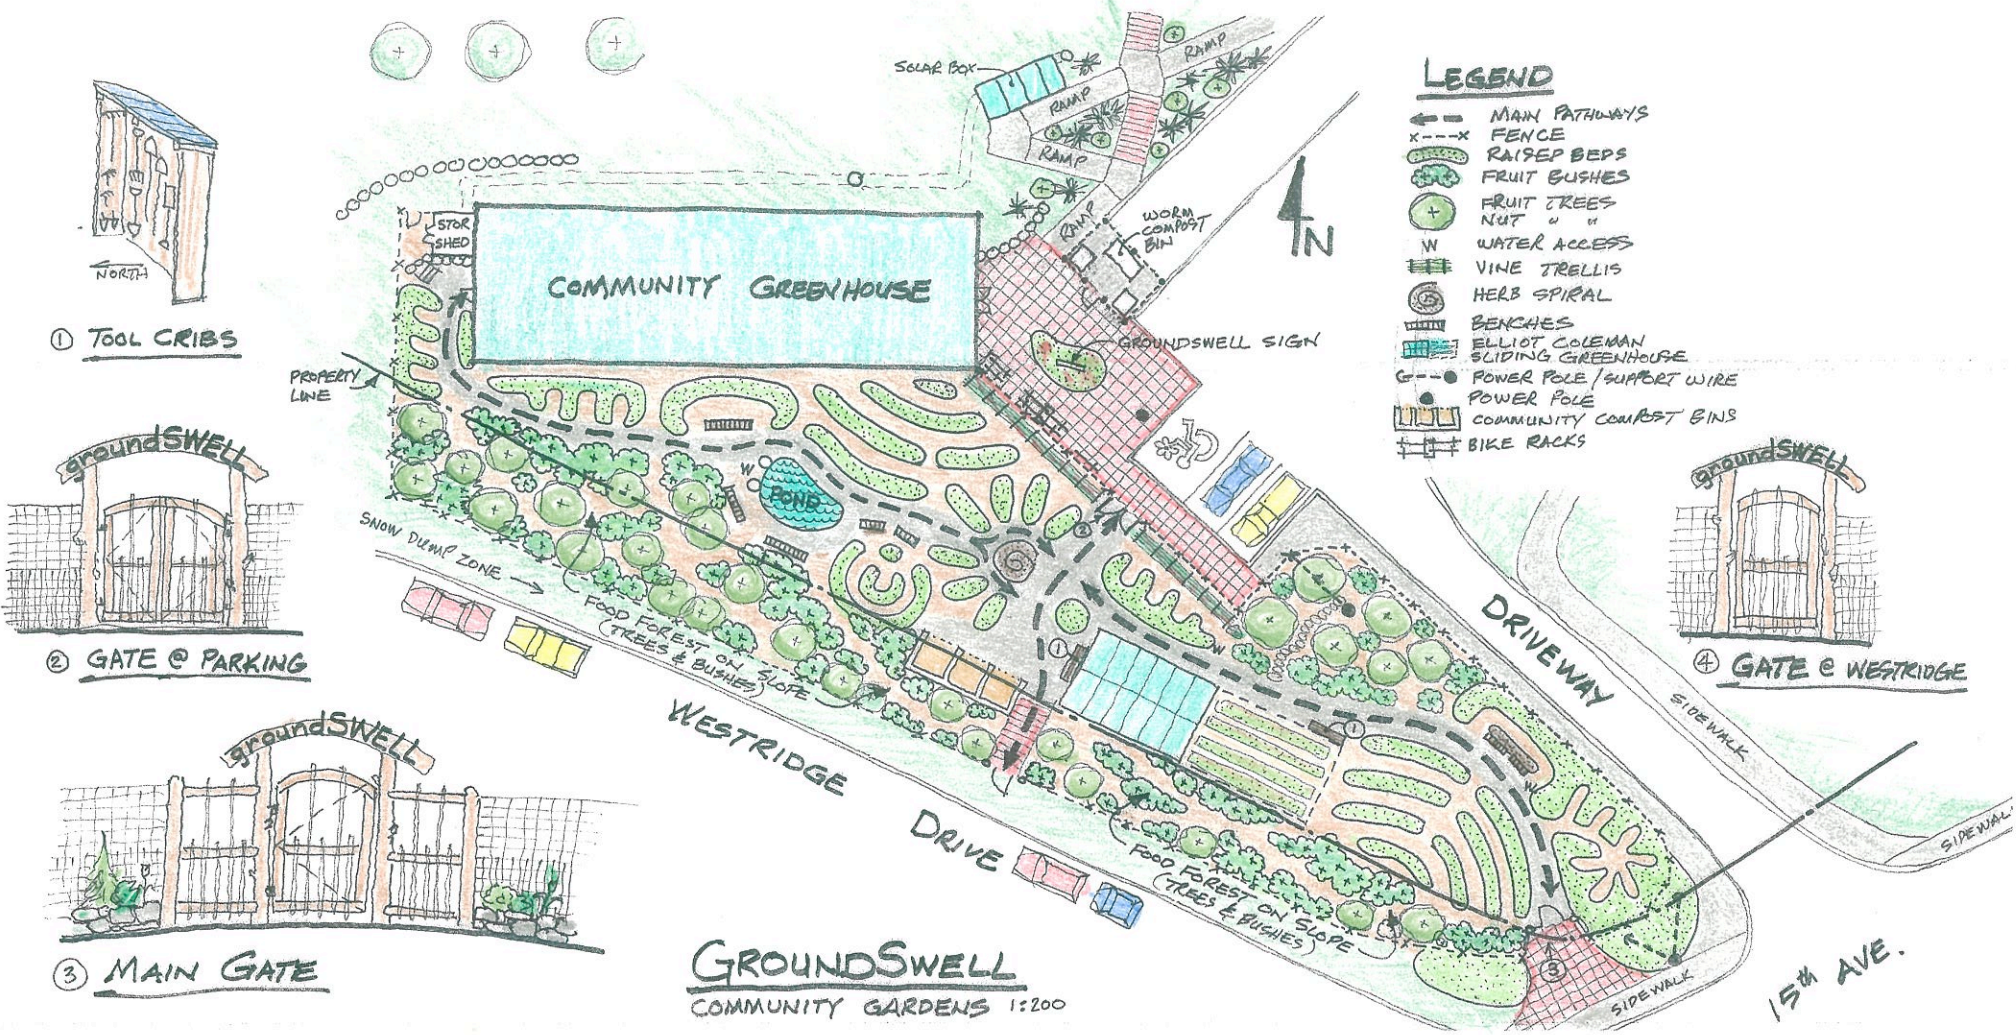 SOLAR BOX
RAMP
RAMP
RAMP
RAMP
WORM
COMPOST
BIN
N
STOR
SHED
COMMUNITY GREENHOUSE
GROUNDSWELL SIGN
PROPERTY
LINE
NORTH
① TOOL CRIBS
groundSWELL
② GATE @ PARKING
groundSWELL
③ MAIN GATE
LEGEND
MAIN PATHWAYS
FENCE
RAISED BEDS
FRUIT BUSHES
FRUIT TREES
NUT " "
W WATER ACCESS
VINE TRELLIS
HERB SPIRAL
BENCHES
ELLIOT COLEMAN
SLIDING GREENHOUSE
POWER POLE / SUPPORT WIRE
POWER POLE
COMMUNITY COMPOST BINS
BIKE RACKS
groundSWELL
④ GATE @ WESTRIDGE
W
POND
②
SNOW DUMP ZONE
FOOD FOREST ON SLOPE
(TREES & BUSHES)
①
W
①
W
WESTRIDGE
DRIVE
DRIVEWAY
SIDEWALK
SIDEWALK
FOOD FOREST ON SLOPE
(TREES & BUSHES)
③
SIDEWALK
15th AVE.
GROUNDSWELL
COMMUNITY GARDENS 1:200